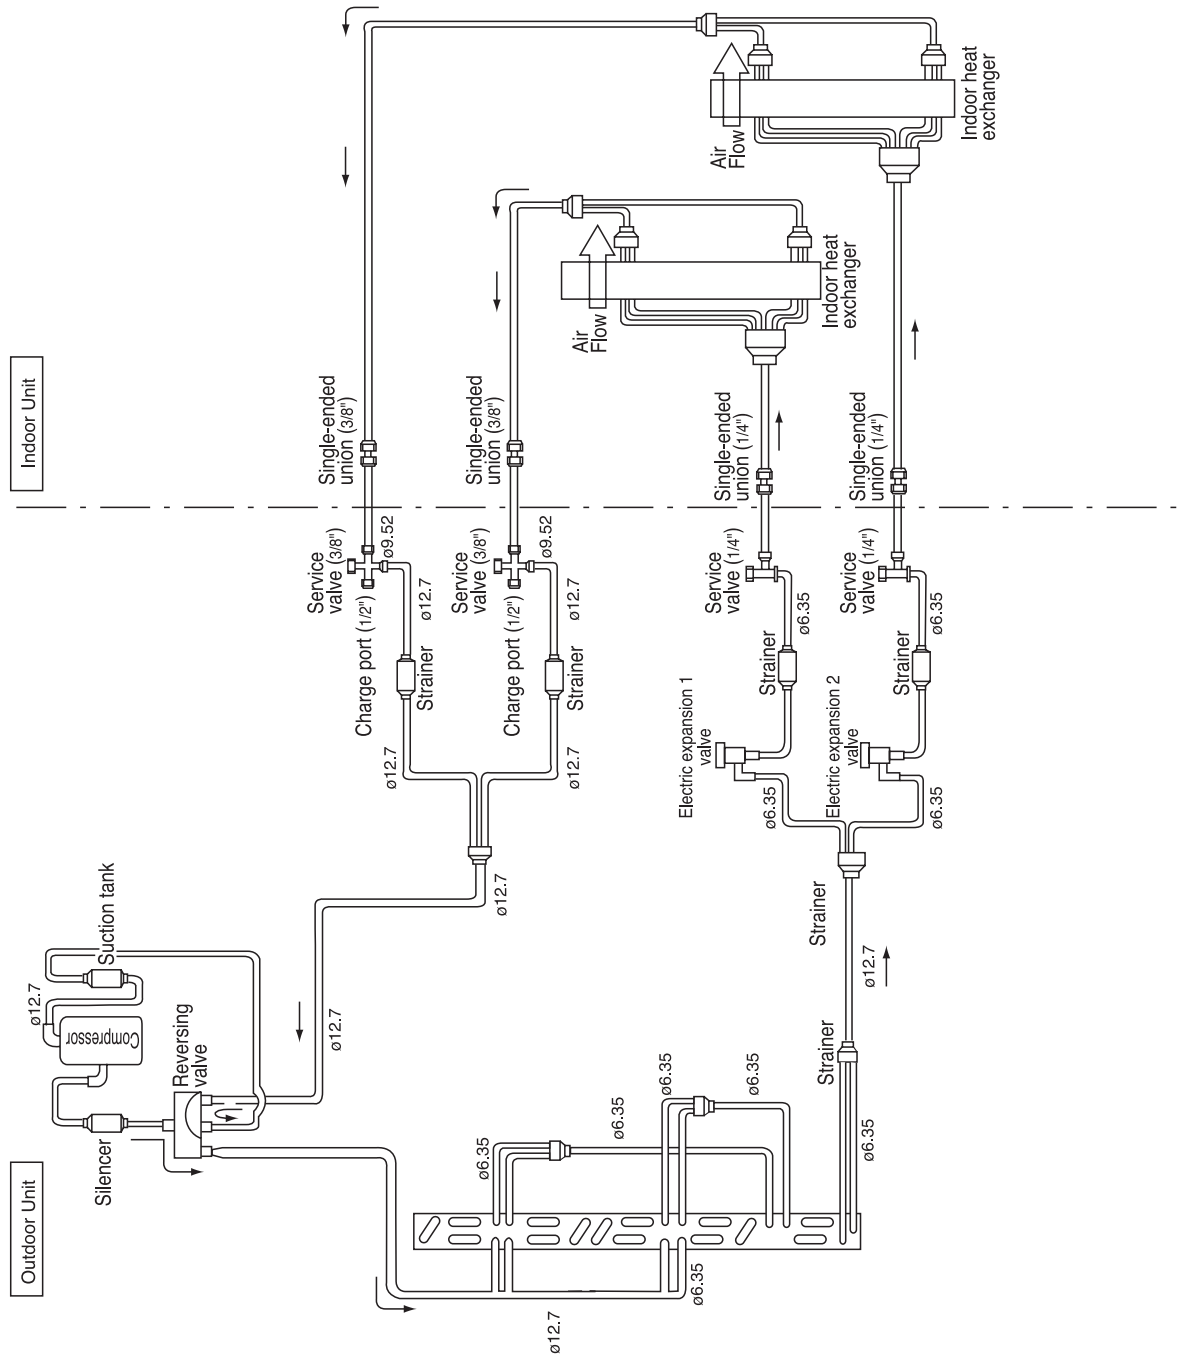 Indoor heat
exchanger
Air
Flow
Indoor heat
exchanger
Air
Flow
Indoor Unit
Single-ended
union (3/8")
Single-ended
union (3/8")
Single-ended
union (1/4")
Single-ended
union (1/4")
Service
valve (3/8")
ø9.52
Service
valve (3/8")
ø9.52
Service
valve (1/4")
Service
valve (1/4")
Charge port (1/2")
ø12.7
Charge port (1/2")
ø12.7
ø6.35
ø6.35
Strainer
Strainer
Strainer
Strainer
Electric expansion 1
valve
Electric expansion 2
valve
ø12.7
ø12.7
ø6.35
ø6.35
ø12.7
Suction tank
Strainer
ø12.7
ø12.7
Compressor
Reversing
valve
ø12.7
Strainer
ø6.35
ø6.35
ø6.35
ø6.35
ø6.35
Silencer
Outdoor Unit
ø6.35
ø12.7